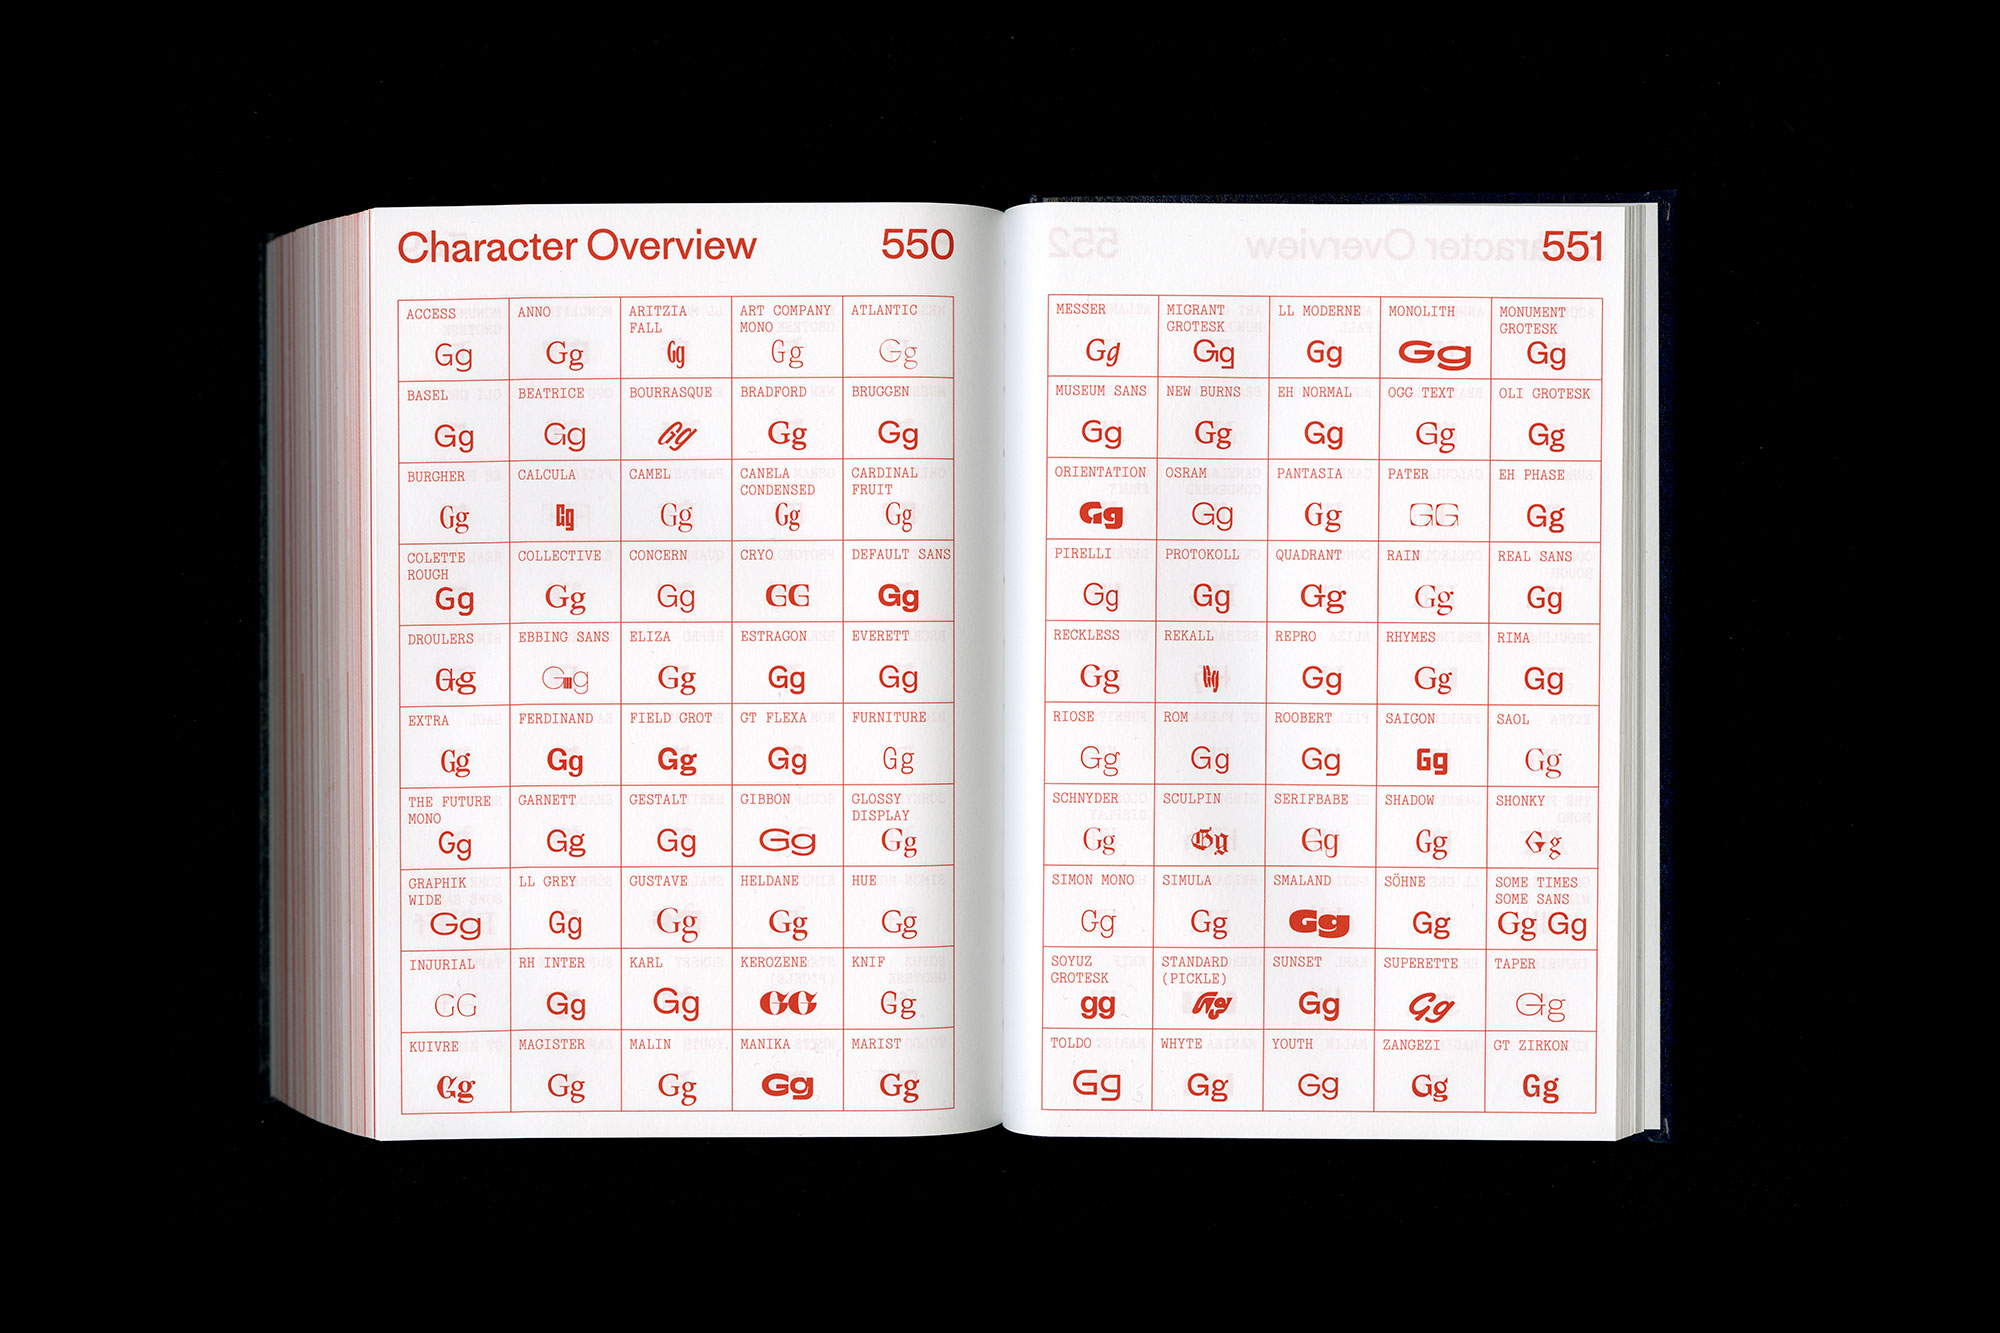 Character Overview 550
ACCESS ANNO ARITZIA FALL ART COMPANY MONO ATLANTIC
Gg Gg Gg Gg Gg
BASEL BEATRICE BOURRASQUE BRADFORD BRUGGEN
Gg Gg Gg Gg Gg
BURGHER CALCULA CAMEL CANELA CONDENSED CARDINAL FRUIT
Gg Gg Gg Gg Gg
COLETTE ROUGH COLLECTIVE CONCERN CRYO DEFAULT SANS
Gg Gg Gg GG Gg
DROULERS EBBING SANS ELIZA ESTRAGON EVERETT
Gg Gg Gg Gg Gg
EXTRA FERDINAND FIELD GROT GT FLEXA FURNITURE
Gg Gg Gg Gg Gg
THE FUTURE MONO GARNETT GESTALT GIBBON GLOSSY DISPLAY
Gg Gg Gg Gg Gg
GRAPHIK WIDE LL GREY GUSTAVE HELDANE HUE
Gg Gg Gg Gg Gg
INJURIAL RH INTER KARL KEROZENE KNIF
GG Gg Gg GG Gg
KUIVRE MAGISTER MALIN MANIKA MARIST
Gg Gg Gg Gg Gg
551
MESSER MIGRANT GROTESK LL MODERNE MONOLITH MONUMENT GROTESK
Gg Gg Gg Gg Gg
MUSEUM SANS NEW BURNS EH NORMAL OGG TEXT OLI GROTESK
Gg Gg Gg Gg Gg
ORIENTATION OSRAM PANTASIA PATER EH PHASE
Gg Gg Gg GG Gg
PIRELLI PROTOKOLL QUADRANT RAIN REAL SANS
Gg Gg Gg Gg Gg
RECKLESS REKALL REPRO RHYMES RIMA
Gg Gg Gg Gg Gg
RIOSE ROM ROOBERT SAIGON SAOL
Gg Gg Gg Gg Gg
SCHNYDER SCULPIN SERIFBABE SHADOW SHONKY
Gg Gg Gg Gg Gg
SIMON MONO SIMULA SMALAND SÖHNE SOME TIMES SOME SANS
Gg Gg Gg Gg Gg Gg
SOYUZ GROTESK STANDARD (PICKLE) SUNSET SUPERETTE TAPER
gg Gg Gg Gg Gg
TOLDO WHYTE YOUTH ZANGEZI GT ZIRKON
Gg Gg Gg Gg Gg